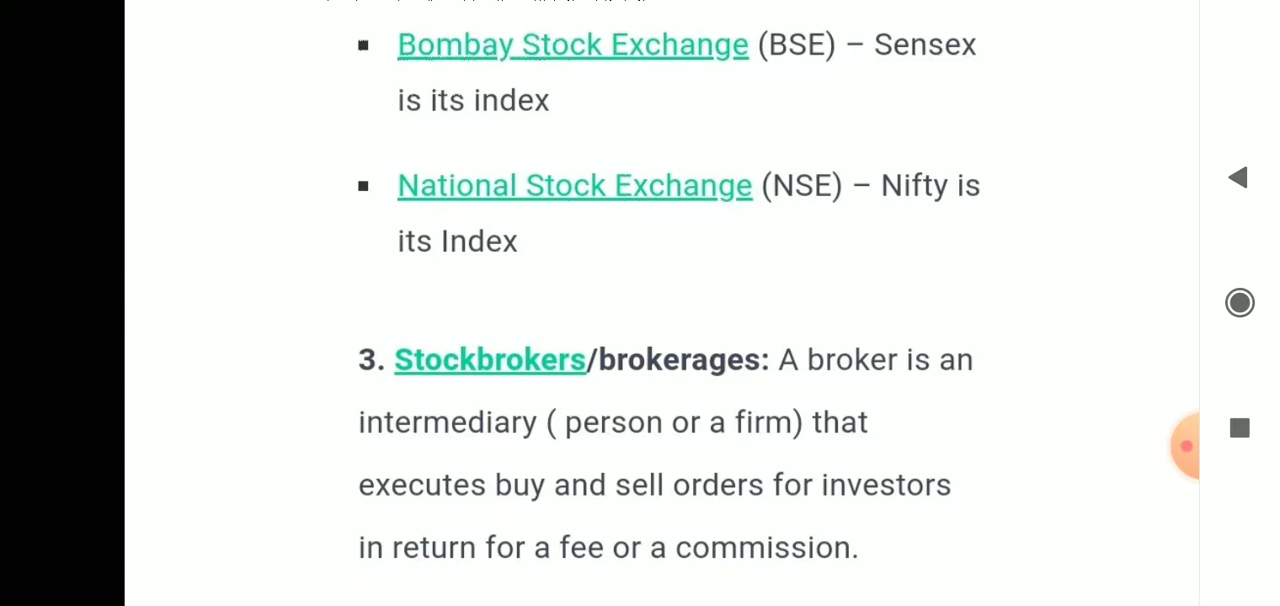 ▪ Bombay Stock Exchange (BSE) – Sensex
is its index
▪ National Stock Exchange (NSE) – Nifty is
its Index
3. Stockbrokers/brokerages: A broker is an
intermediary ( person or a firm) that
executes buy and sell orders for investors
in return for a fee or a commission.